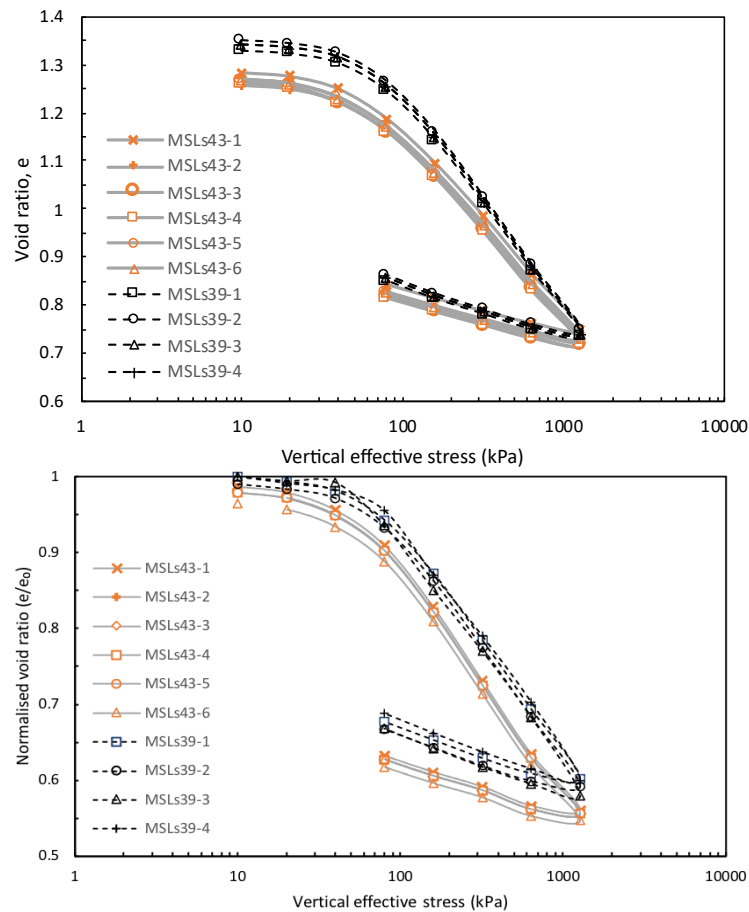 1.4
1.3
1.2
1.1
1
0.9
0.8
0.7
0.6
Void ratio, e
MSLs43-1
MSLs43-2
MSLs43-3
MSLs43-4
MSLs43-5
MSLs43-6
MSLs39-1
MSLs39-2
MSLs39-3
MSLs39-4
1 10 100 1000 10000
Vertical effective stress (kPa)
1
0.9
0.8
0.7
0.6
0.5
Normalised void ratio (e/e₀)
MSLs43-1
MSLs43-2
MSLs43-3
MSLs43-4
MSLs43-5
MSLs43-6
MSLs39-1
MSLs39-2
MSLs39-3
MSLs39-4
1 10 100 1000 10000
Vertical effective stress (kPa)